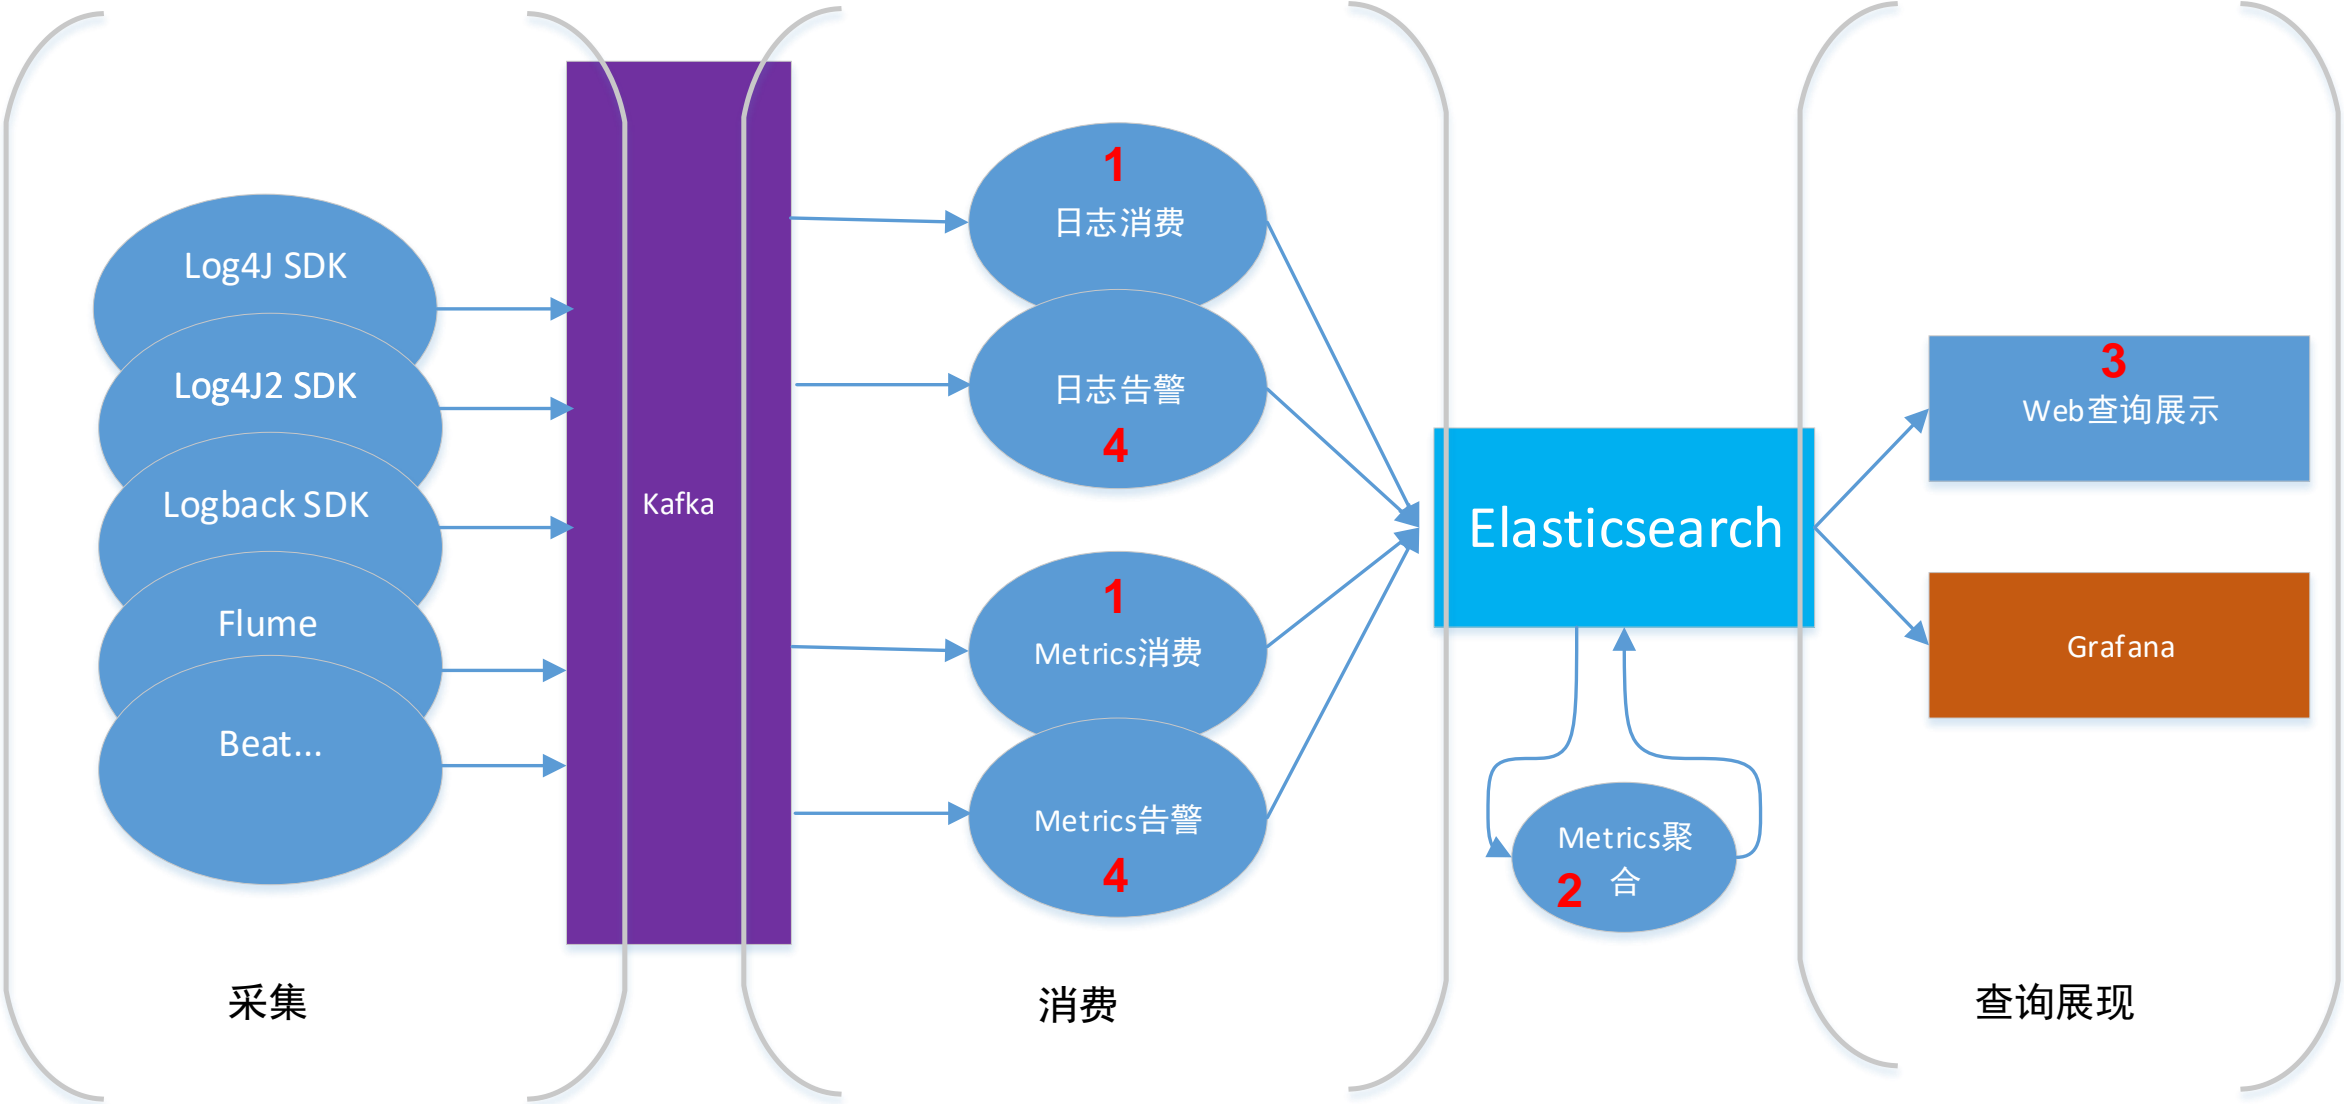 Log4J SDK
Log4J2 SDK
Logback SDK
Flume
Beat...
采集
Kafka
1
日志消费
日志告警
4
1
Metrics消费
Metrics告警
4
消费
Elasticsearch
Metrics聚
2 合
3
Web查询展示
Grafana
查询展现